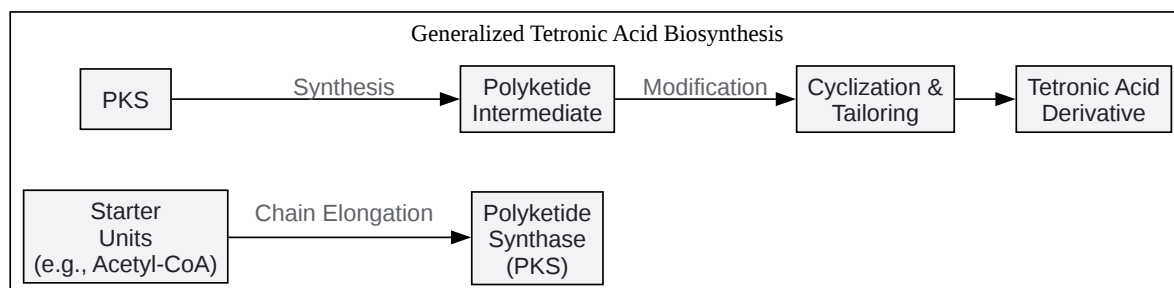 Generalized Tetronic Acid Biosynthesis
PKS
Synthesis
Polyketide
Intermediate
Modification
Cyclization &
Tailoring
Tetronic Acid
Derivative
Starter
Units
(e.g., Acetyl-CoA)
Chain Elongation
Polyketide
Synthase
(PKS)